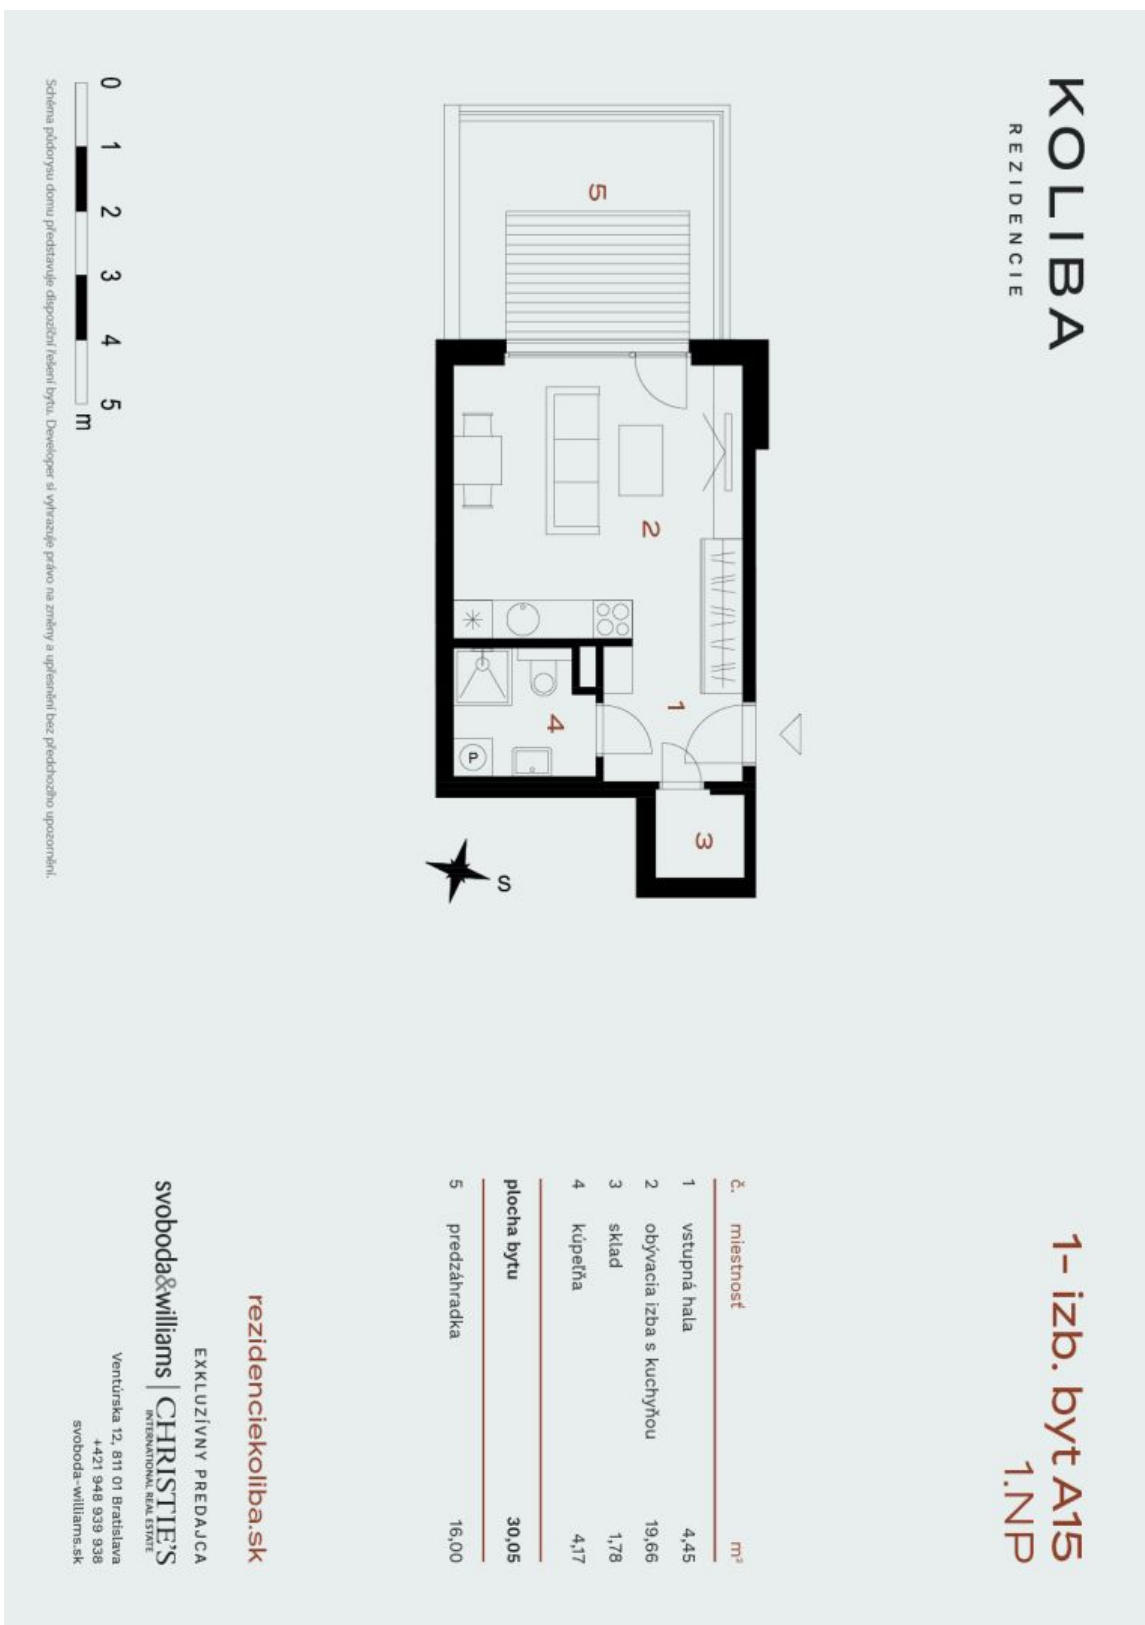 KOLIBA
REZIDENCIE
1- izb. byt A15
1.NP
5
2
1
4
P
3
S
č. miestnosť m²
1 vstupná hala 4,45
2 obývacia izba s kuchyňou 19,66
3 sklad 1,78
4 kúpeľňa 4,17
plocha bytu 30,05
5 predzáhradka 16,00
0 1 2 3 4 5 m
Schéma půdorysu domu představuje dispoziční řešení bytu. Developer si vyhrazuje právo na změny a upřesnění bez předchozího upozornění.
rezidenciekoliba.sk
EXKLUZÍVNY PREDAJCA
svoboda&williams | CHRISTIE'S
INTERNATIONAL REAL ESTATE
Ventúrska 12, 811 01 Bratislava
+421 948 939 938
svoboda-williams.sk